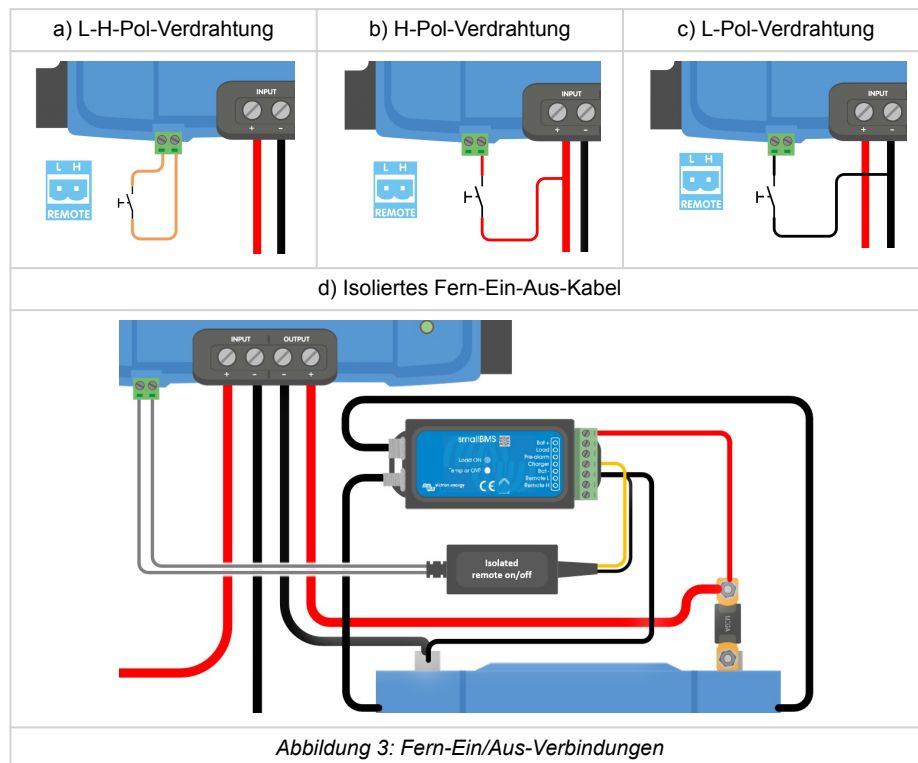 a) L-H-Pol-Verdrahtung
b) H-Pol-Verdrahtung
c) L-Pol-Verdrahtung
INPUT
+ −
L H
REMOTE
INPUT
+ −
L H
REMOTE
INPUT
+ −
L H
REMOTE
d) Isoliertes Fern-Ein-Aus-Kabel
INPUT OUTPUT
+ − − +
smallBMS
Load ON
Temp or OVP
victron energy
CE
Bat +
Load
Pre-alarm
Charger
Bat -
Remote L
Remote H
Isolated
remote on/off
MEGA
Abbildung 3: Fern-Ein/Aus-Verbindungen